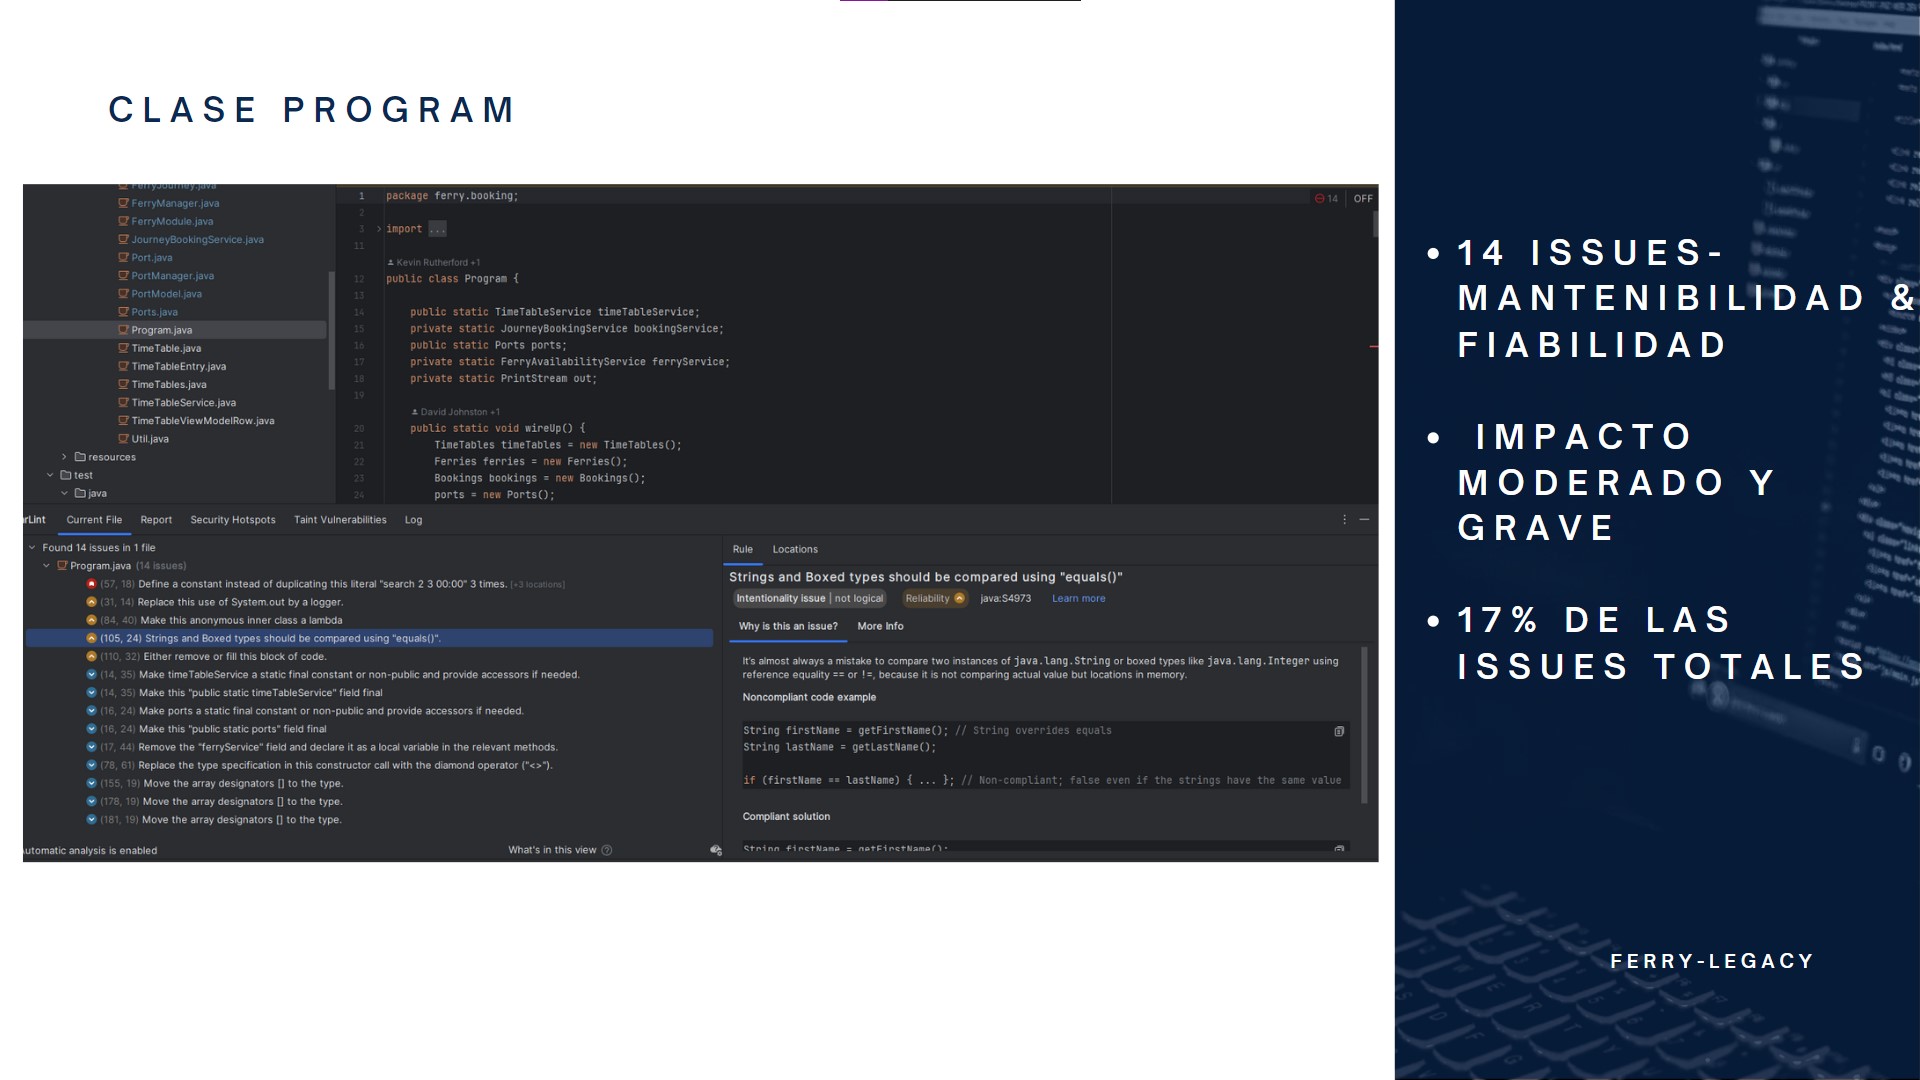 CLASE PROGRAM
FerryJourney.java
FerryManager.java
FerryModule.java
JourneyBookingService.java
Port.java
PortManager.java
PortModel.java
Ports.java
Program.java
TimeTable.java
TimeTableEntry.java
TimeTables.java
TimeTableService.java
TimeTableViewModelRow.java
Util.java
resources
test
java
1 package ferry.booking;
2
3 import ...
11
Kevin Rutherford +1
12 public class Program {
13
14 public static TimeTableService timeTableService;
15 private static JourneyBookingService bookingService;
16 public static Ports ports;
17 private static FerryAvailabilityService ferryService;
18 private static PrintStream out;
19
David Johnston +1
20 public static void wireUp() {
21 TimeTables timeTables = new TimeTables();
22 Ferries ferries = new Ferries();
23 Bookings bookings = new Bookings();
24 ports = new Ports();
14 OFF
rLint Current File Report Security Hotspots Taint Vulnerabilities Log
Found 14 issues in 1 file
Program.java (14 issues)
(57, 18) Define a constant instead of duplicating this literal "search 2 3 00:00" 3 times. [+3 locations]
(31, 14) Replace this use of System.out by a logger.
(84, 40) Make this anonymous inner class a lambda
(105, 24) Strings and Boxed types should be compared using "equals()".
(110, 32) Either remove or fill this block of code.
(14, 35) Make timeTableService a static final constant or non-public and provide accessors if needed.
(14, 35) Make this "public static timeTableService" field final
(16, 24) Make ports a static final constant or non-public and provide accessors if needed.
(16, 24) Make this "public static ports" field final
(17, 44) Remove the "ferryService" field and declare it as a local variable in the relevant methods.
(78, 61) Replace the type specification in this constructor call with the diamond operator ("<>").
(155, 19) Move the array designators [] to the type.
(178, 19) Move the array designators [] to the type.
(181, 19) Move the array designators [] to the type.
utomatic analysis is enabled
What's in this view
Rule Locations
Strings and Boxed types should be compared using "equals()"
Intentionality issue | not logical Reliability java:S4973 Learn more
Why is this an issue? More Info
It's almost always a mistake to compare two instances of java.lang.String or boxed types like java.lang.Integer using
reference equality == or !=, because it is not comparing actual value but locations in memory.
Noncompliant code example
String firstName = getFirstName(); // String overrides equals
String lastName = getLastName();
if (firstName == lastName) { ... }; // Non-compliant; false even if the strings have the same value
Compliant solution
String firstName = getFirstName();
• 14 ISSUES-
MANTENIBILIDAD &
FIABILIDAD
• IMPACTO
MODERADO Y
GRAVE
• 17% DE LAS
ISSUES TOTALES
FERRY-LEGACY